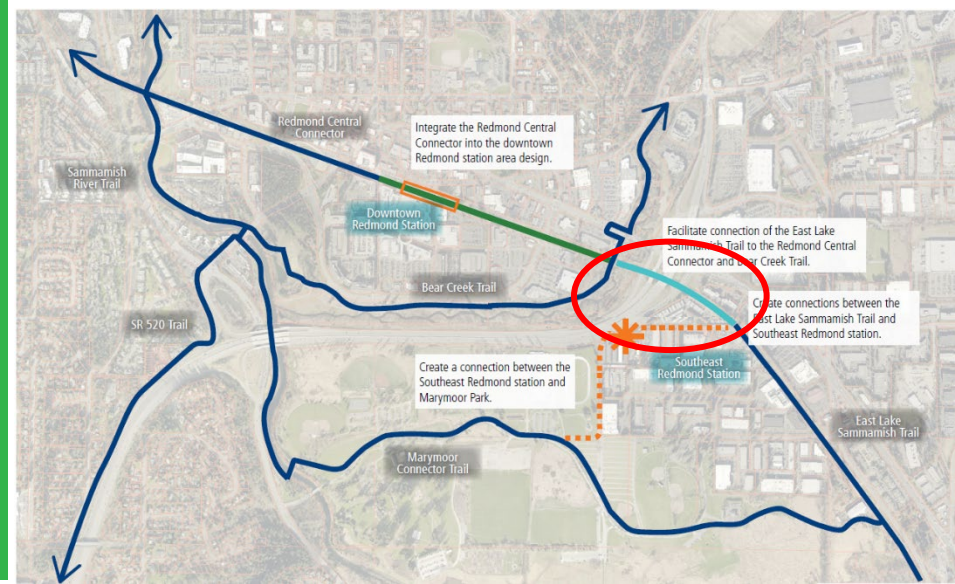 Redmond Central
Connector
Integrate the Redmond Central
Connector into the downtown
Redmond station area design.
Sammamish
River Trail
Downtown
Redmond Station
Facilitate connection of the East Lake
Sammamish Trail to the Redmond Central
Connector and Bear Creek Trail.
Bear Creek Trail
Create connections between the
East Lake Sammamish Trail and
Southeast Redmond station.
SR 520 Trail
Create a connection between the
Southeast Redmond station and
Marymoor Park.
Southeast
Redmond Station
East Lake
Sammamish Trail
Marymoor
Connector Trail